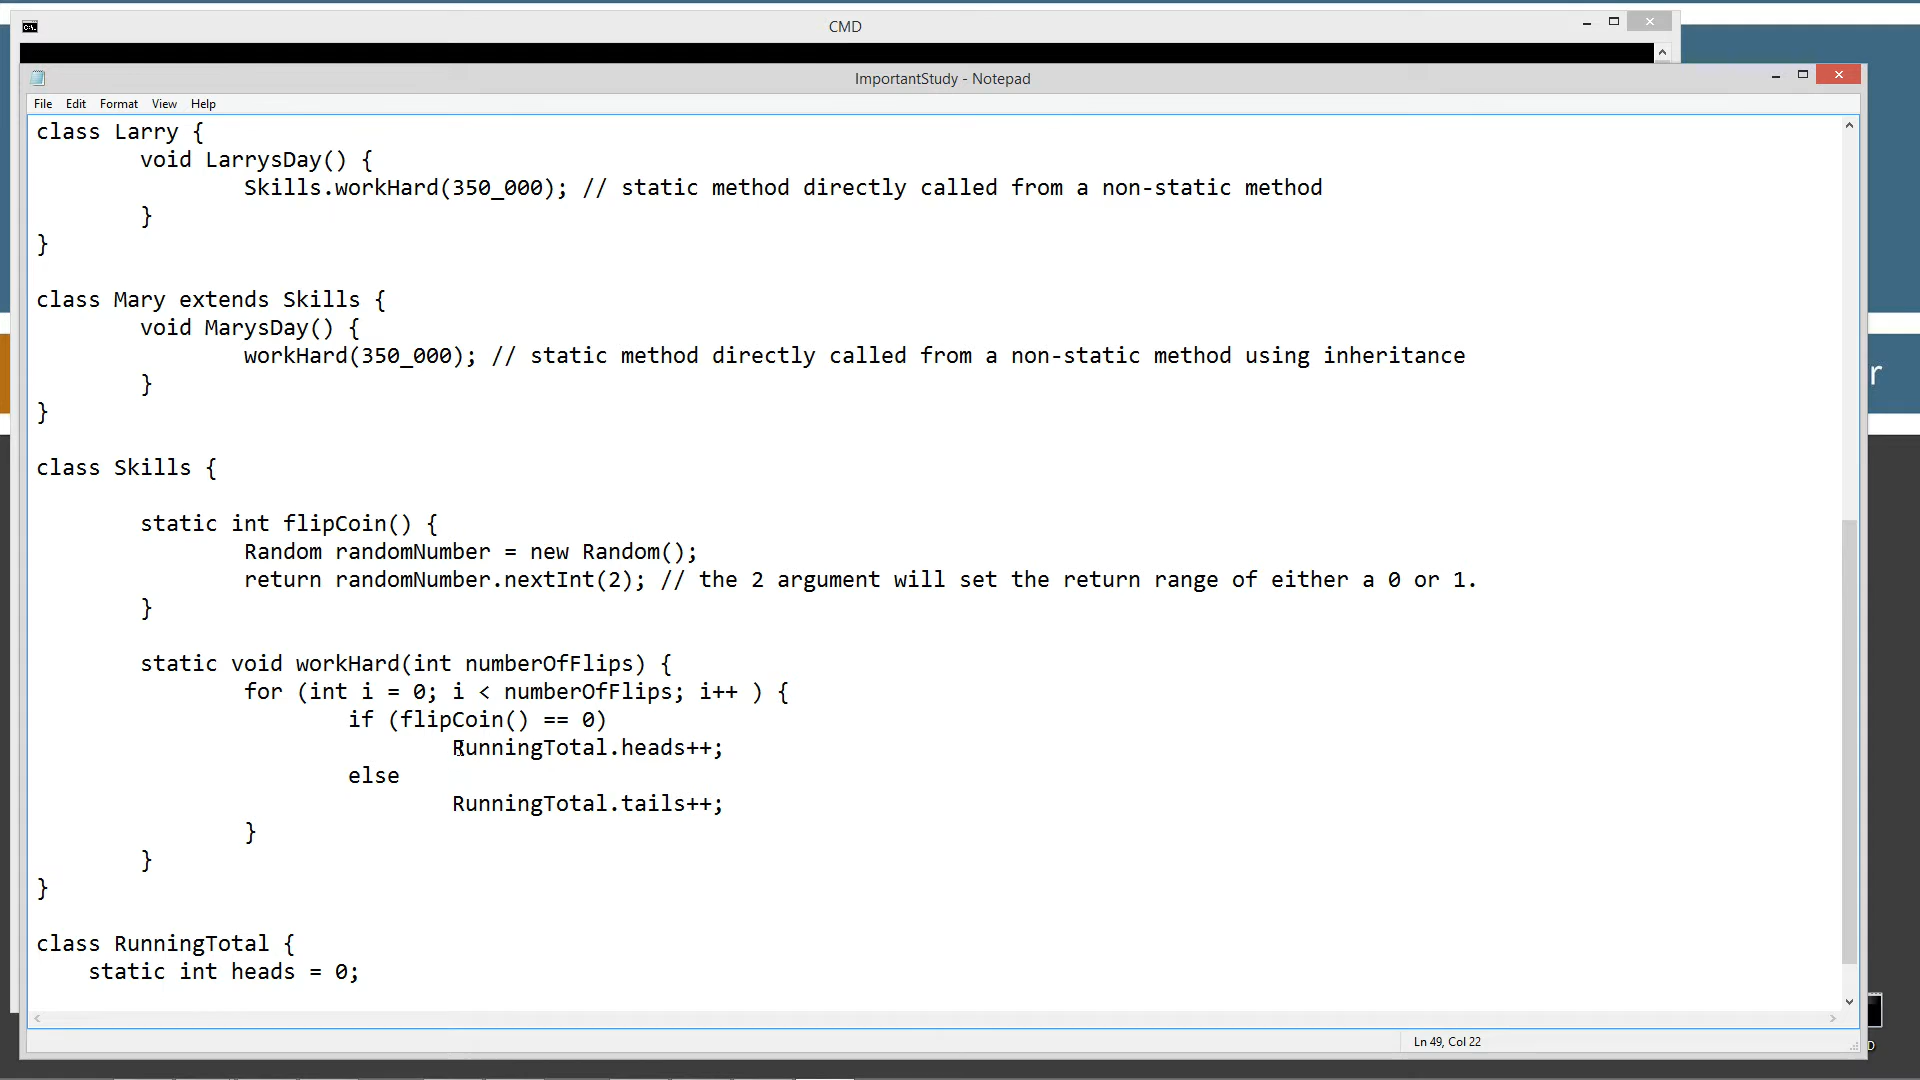 CMD
ImportantStudy - Notepad
File Edit Format View Help
class Larry {
void LarrysDay() {
Skills.workHard(350_000); // static method directly called from a non-static method
}
}
class Mary extends Skills {
void MarysDay() {
workHard(350_000); // static method directly called from a non-static method using inheritance
}
}
class Skills {
static int flipCoin() {
Random randomNumber = new Random();
return randomNumber.nextInt(2); // the 2 argument will set the return range of either a 0 or 1.
}
static void workHard(int numberOfFlips) {
for (int i = 0; i < numberOfFlips; i++ ) {
if (flipCoin() == 0)
RunningTotal.heads++;
else
RunningTotal.tails++;
}
}
}
class RunningTotal {
static int heads = 0;
Ln 49, Col 22
r
D